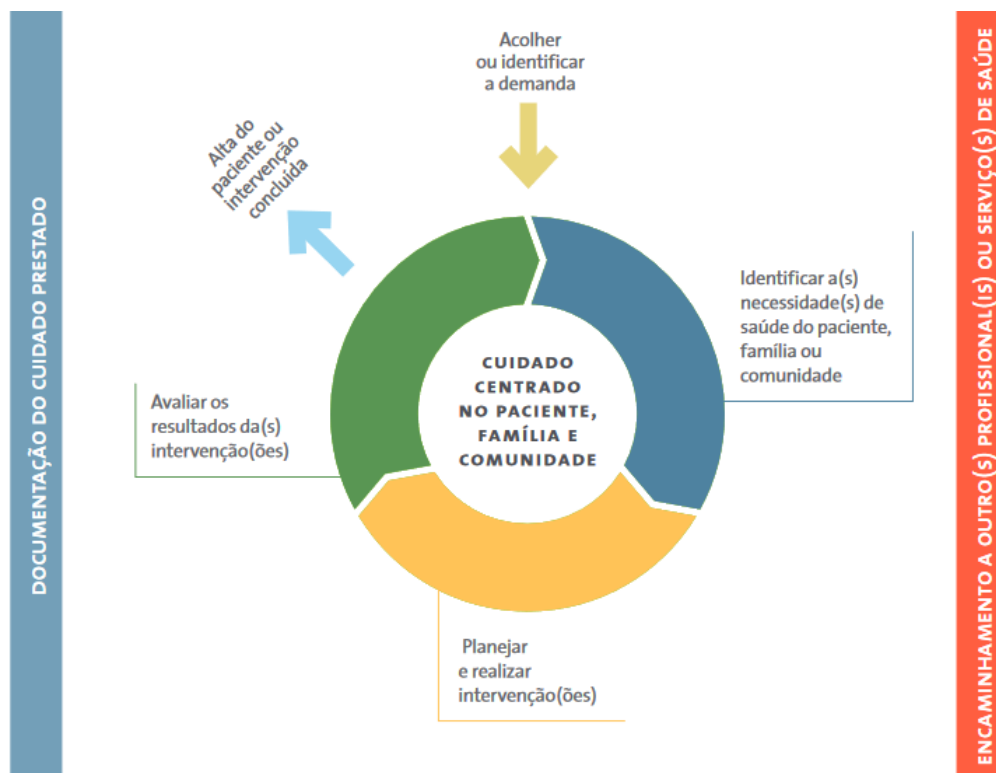 DOCUMENTAÇÃO DO CUIDADO PRESTADO
Acolher
ou identificar
a demanda
Alta do
paciente ou
intervenção
concluída
Identificar a(s)
necessidade(s) de
saúde do paciente,
família ou
comunidade
CUIDADO
CENTRADO
NO PACIENTE,
FAMÍLIA E
COMUNIDADE
Avaliar os
resultados da(s)
intervenção(ões)
Planejar
e realizar
intervenção(ões)
ENCAMINHAMENTO A OUTRO(S) PROFISSIONAL(IS) OU SERVIÇO(S) DE SAÚDE